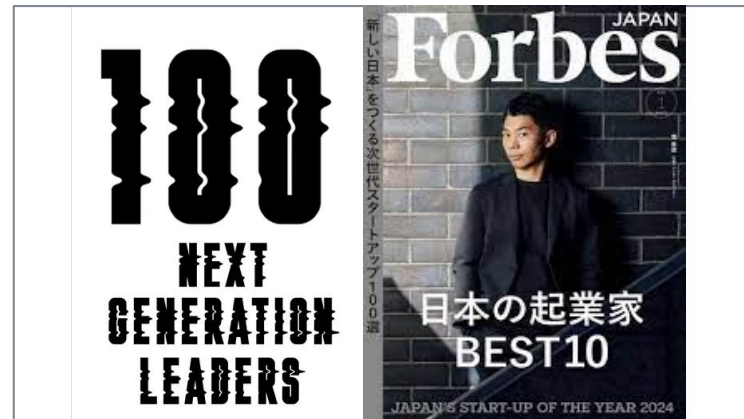 100
NEXT
GENERATION
LEADERS
「新しい日本」をつくる次世代スタートアップ100選
Forbes
JAPAN
日本の起業家
BEST10
JAPAN'S START-UP OF THE YEAR 2024